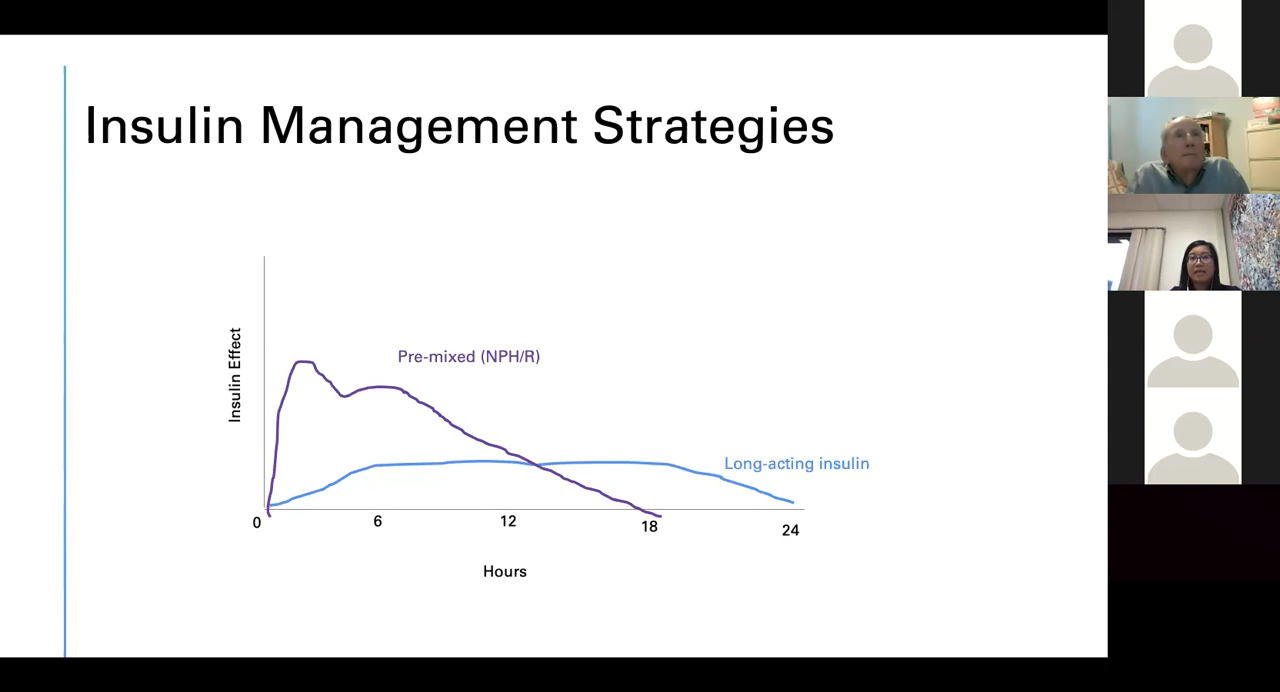 Insulin Management Strategies
Insulin Effect
Pre-mixed (NPH/R)
Long-acting insulin
0
6
12
18
24
Hours